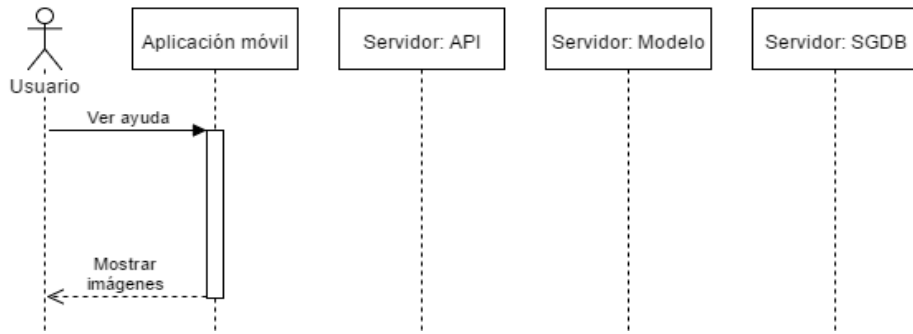 Aplicación móvil
Servidor: API
Servidor: Modelo
Servidor: SGDB
Usuario
Ver ayuda
Mostrar
imágenes